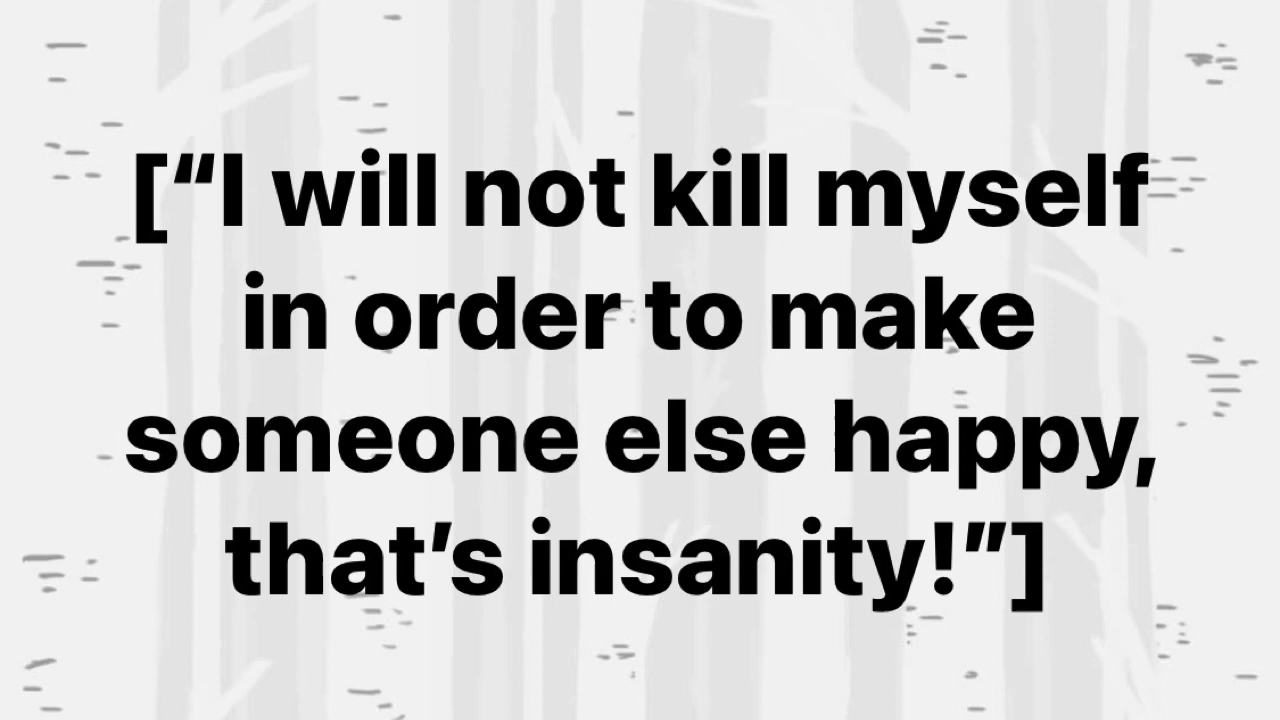 [“I will not kill myself
in order to make
someone else happy,
that’s insanity!”]